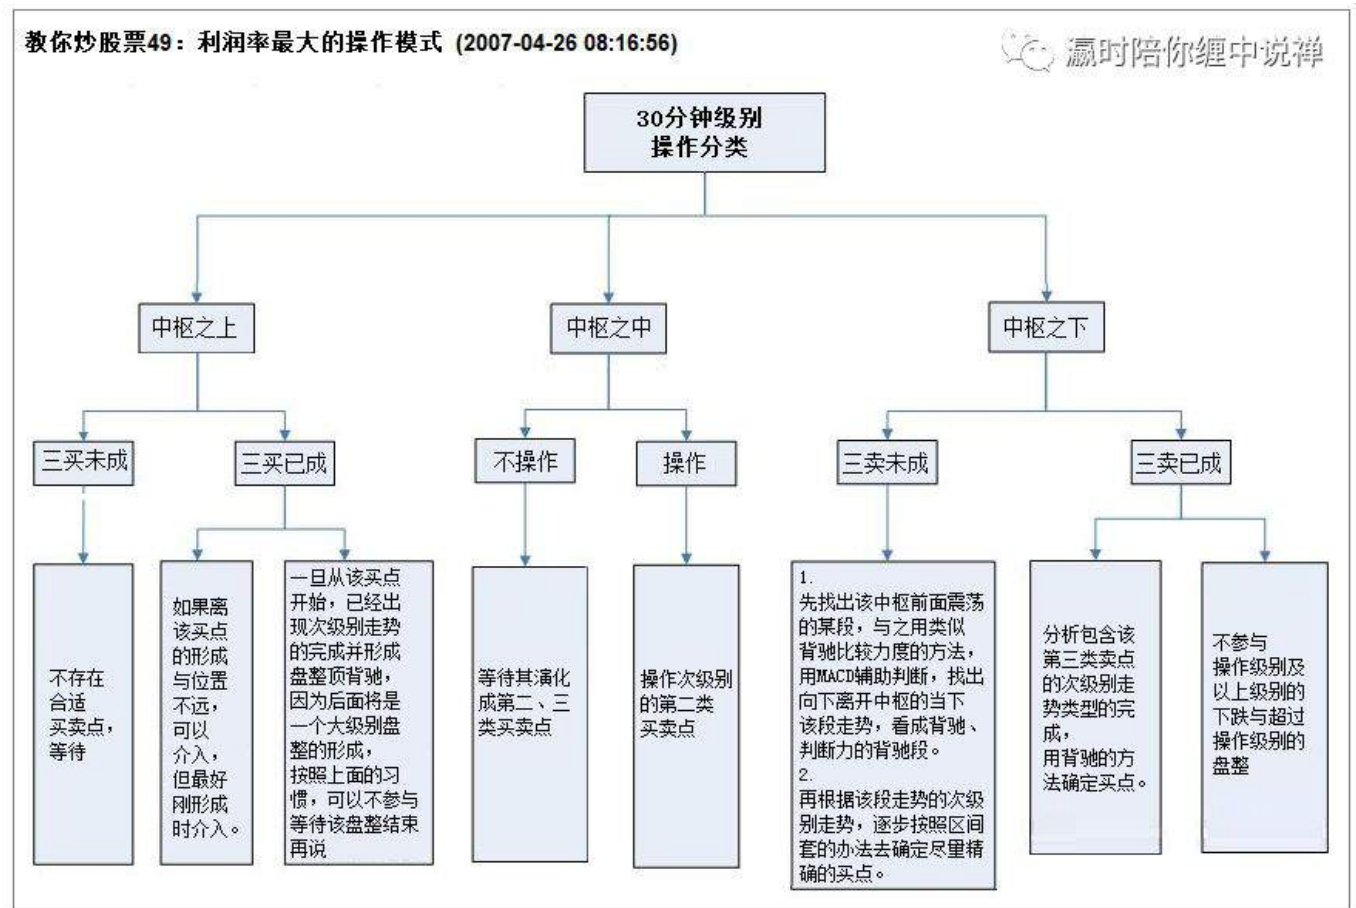 教你炒股票49：利润率最大的操作模式 (2007-04-26 08:16:56)
瀛时陪你缠中说禅
30分钟级别
操作分类
中枢之上
中枢之中
中枢之下
三买未成
三买已成
不操作
操作
三卖未成
三卖已成
不存在
合适
买卖点，
等待
如果离
该买点
的形成
与位置
不远，
可以
介入，
但最好
刚形成
时介入。
一旦从该买点
开始，已经出
现次级别走势
的完成并形成
盘整顶背驰，
因为后面将是
一个大级别盘
整的形成，
按照上面的习
惯，可以不参与
等待该盘整结束
再说
等待其演化
成第二、三
类买卖点
操作次级别
的第二类
买卖点
1.
先找出该中枢前面震荡
的某段，与之用类似
背驰比较力度的方法，
用MACD辅助判断，找出
向下离开中枢的当下
该段走势，看成背驰、
判断力的背驰段。
2.
再根据该段走势的次级
别走势，逐步按照区间
套的办法去确定尽量精
确的买点。
分析包含该
第三类卖点
的次级别走
势类型的完
成，
用背驰的方
法确定买点。
不参与
操作级别及
以上级别的
下跌与超过
操作级别的
盘整